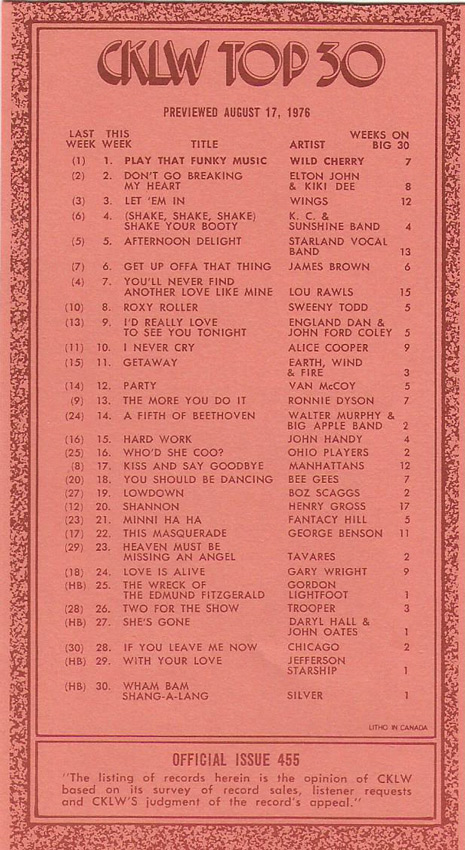 CKLW TOP 30
PREVIEWED AUGUST 17, 1976
LAST THIS WEEKS ON
WEEK WEEK TITLE ARTIST BIG 30
(1) 1. PLAY THAT FUNKY MUSIC WILD CHERRY 7
(2) 2. DON'T GO BREAKING ELTON JOHN
MY HEART & KIKI DEE 8
(3) 3. LET 'EM IN WINGS 12
(6) 4. (SHAKE, SHAKE, SHAKE) K. C. &
SHAKE YOUR BOOTY SUNSHINE BAND 4
(5) 5. AFTERNOON DELIGHT STARLAND VOCAL
BAND 13
(7) 6. GET UP OFFA THAT THING JAMES BROWN 6
(4) 7. YOU'LL NEVER FIND
ANOTHER LOVE LIKE MINE LOU RAWLS 15
(10) 8. ROXY ROLLER SWEENY TODD 5
(13) 9. I'D REALLY LOVE ENGLAND DAN &
TO SEE YOU TONIGHT JOHN FORD COLEY 5
(11) 10. I NEVER CRY ALICE COOPER 9
(15) 11. GETAWAY EARTH, WIND
& FIRE 3
(14) 12. PARTY VAN McCOY 5
(9) 13. THE MORE YOU DO IT RONNIE DYSON 7
(24) 14. A FIFTH OF BEETHOVEN WALTER MURPHY &
BIG APPLE BAND 2
(16) 15. HARD WORK JOHN HANDY 4
(25) 16. WHO'D SHE COO? OHIO PLAYERS 2
(8) 17. KISS AND SAY GOODBYE MANHATTANS 12
(20) 18. YOU SHOULD BE DANCING BEE GEES 7
(27) 19. LOWDOWN BOZ SCAGGS 2
(12) 20. SHANNON HENRY GROSS 17
(23) 21. MINNI HA HA FANTACY HILL 5
(17) 22. THIS MASQUERADE GEORGE BENSON 11
(29) 23. HEAVEN MUST BE
MISSING AN ANGEL TAVARES 2
(18) 24. LOVE IS ALIVE GARY WRIGHT 9
(HB) 25. THE WRECK OF GORDON
THE EDMUND FITZGERALD LIGHTFOOT 1
(28) 26. TWO FOR THE SHOW TROOPER 3
(HB) 27. SHE'S GONE DARYL HALL &
JOHN OATES 1
(30) 28. IF YOU LEAVE ME NOW CHICAGO 2
(HB) 29. WITH YOUR LOVE JEFFERSON
STARSHIP 1
(HB) 30. WHAM BAM
SHANG-A-LANG SILVER 1
LITHO IN CANADA
OFFICIAL ISSUE 455
"The listing of records herein is the opinion of CKLW
based on its survey of record sales, listener requests
and CKLW'S judgment of the record's appeal."